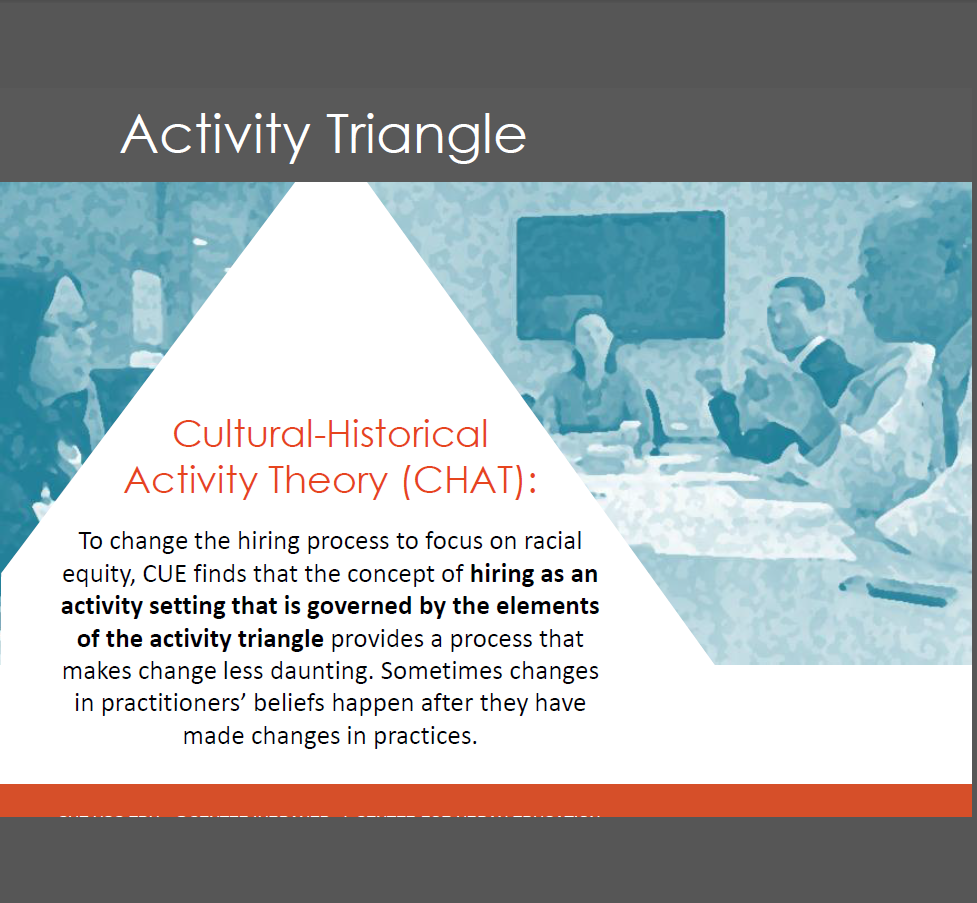 Activity Triangle
Cultural-Historical
Activity Theory (CHAT):
To change the hiring process to focus on racial
equity, CUE finds that the concept of hiring as an
activity setting that is governed by the elements
of the activity triangle provides a process that
makes change less daunting. Sometimes changes
in practitioners’ beliefs happen after they have
made changes in practices.